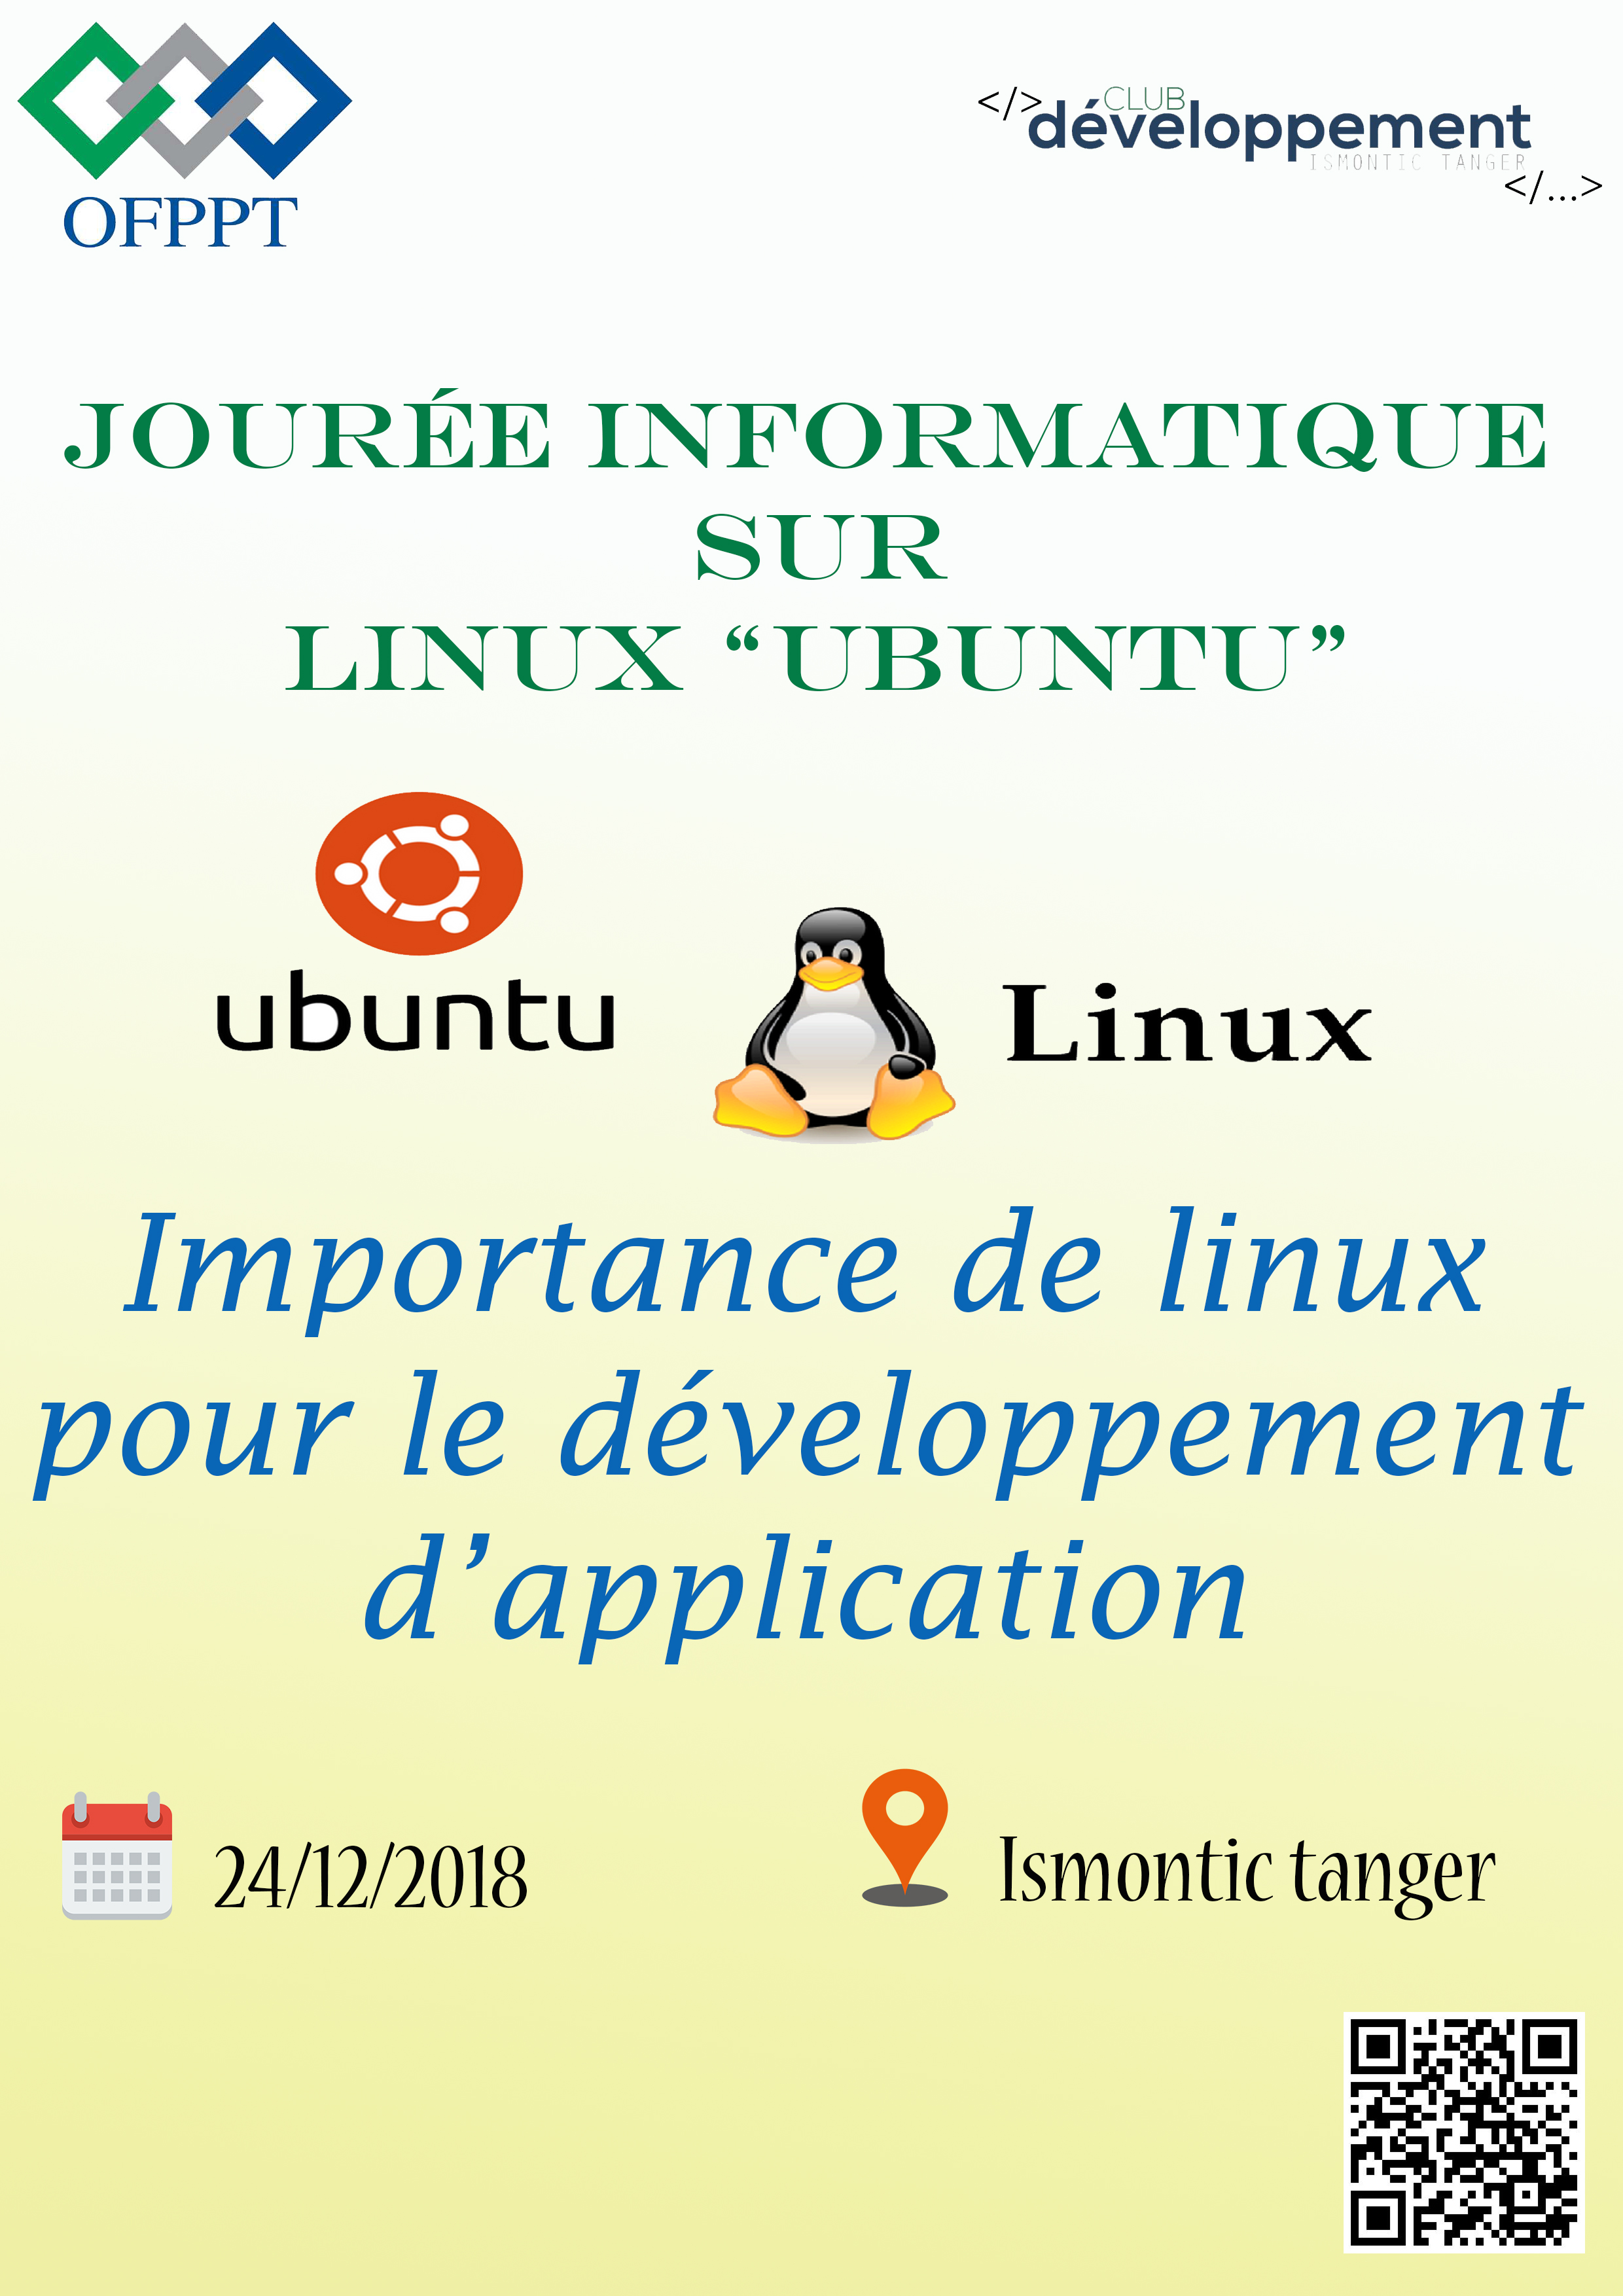 OFPPT
</>
CLUB
développement
ISMONTIC TANGER
</...>
JOURÉE INFORMATIQUE
SUR
LINUX “UBUNTU”
ubuntu
Linux
Importance de linux
pour le développement
d’application
24/12/2018
Ismontic tanger